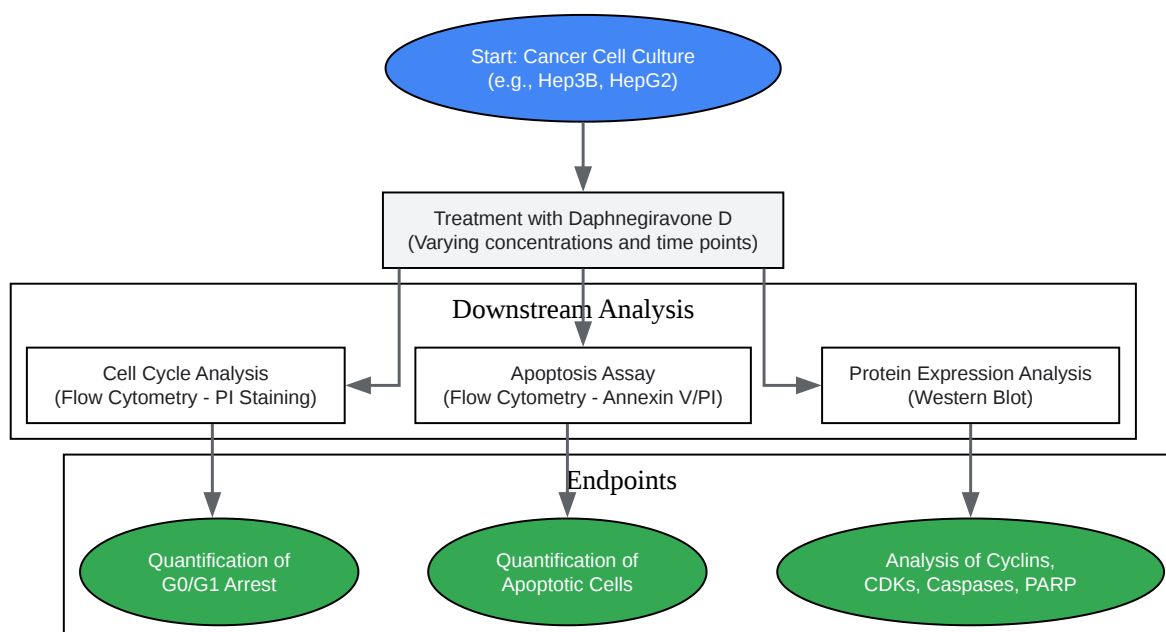 Start: Cancer Cell Culture
(e.g., Hep3B, HepG2)
Treatment with Daphnegiravone D
(Varying concentrations and time points)
Downstream Analysis
Cell Cycle Analysis
(Flow Cytometry - PI Staining)
Apoptosis Assay
(Flow Cytometry - Annexin V/PI)
Protein Expression Analysis
(Western Blot)
Endpoints
Quantification of
G0/G1 Arrest
Quantification of
Apoptotic Cells
Analysis of Cyclins,
CDKs, Caspases, PARP